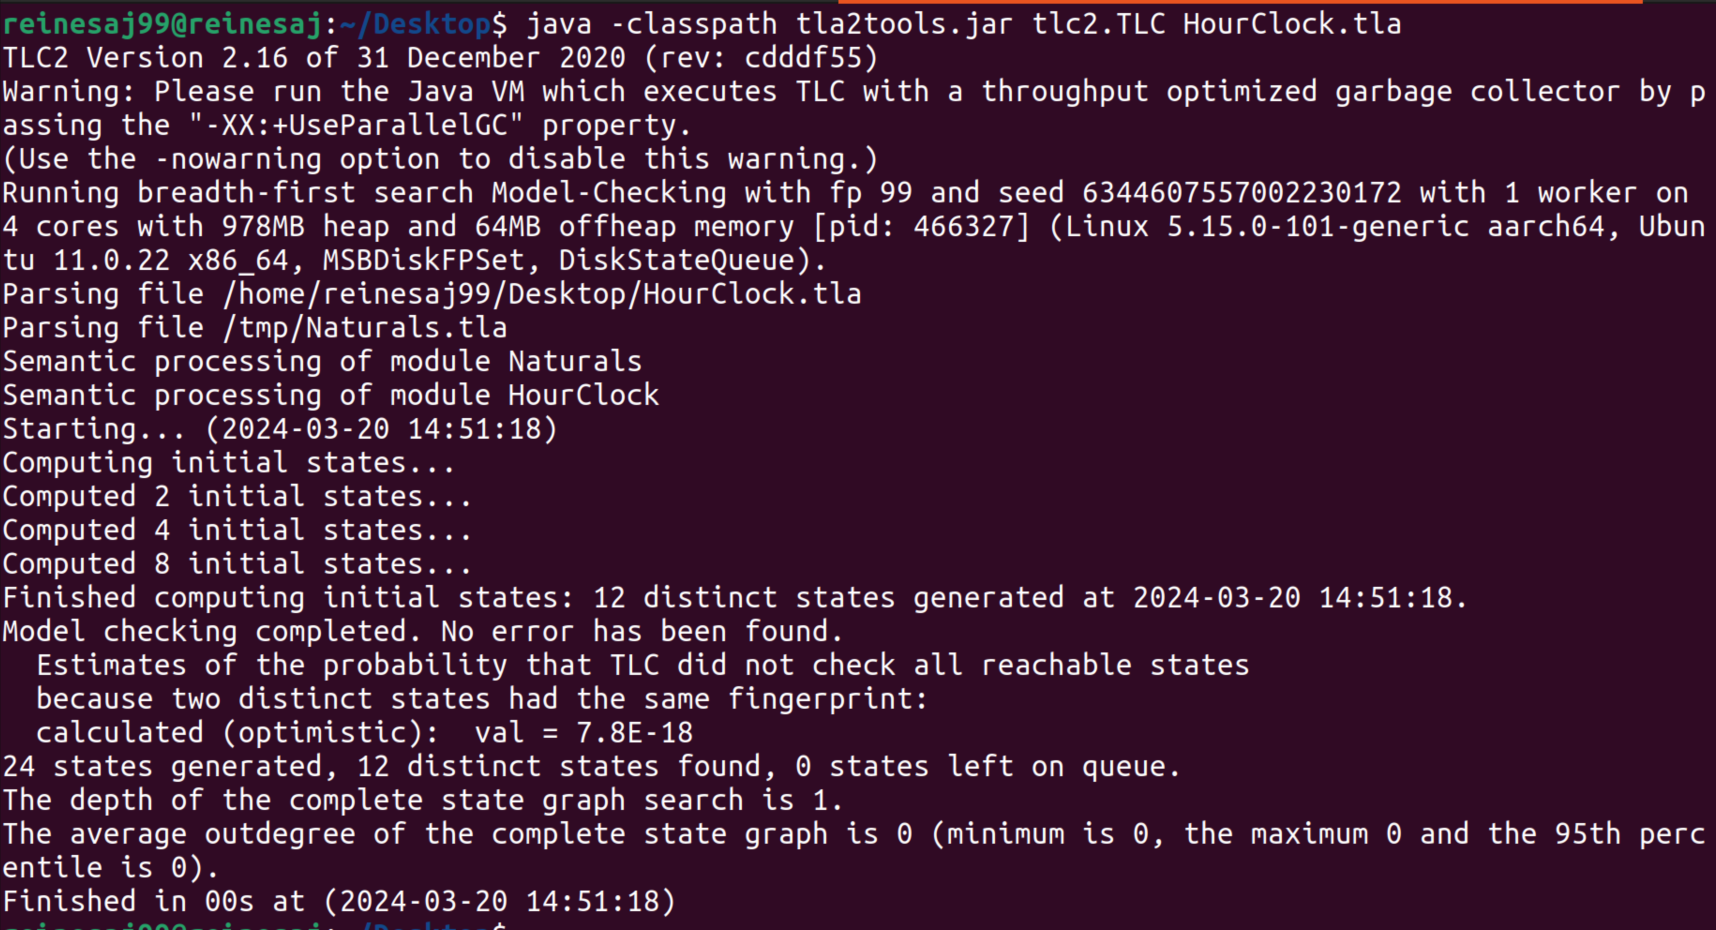 reinesaj99@reinesaj:~/Desktop$ java -classpath tla2tools.jar tlc2.TLC HourClock.tla
TLC2 Version 2.16 of 31 December 2020 (rev: cdddf55)
Warning: Please run the Java VM which executes TLC with a throughput optimized garbage collector by p
assing the "-XX:+UseParallelGC" property.
(Use the -nowarning option to disable this warning.)
Running breadth-first search Model-Checking with fp 99 and seed 6344607557002230172 with 1 worker on
4 cores with 978MB heap and 64MB offheap memory [pid: 466327] (Linux 5.15.0-101-generic aarch64, Ubun
tu 11.0.22 x86_64, MSBDiskFPSet, DiskStateQueue).
Parsing file /home/reinesaj99/Desktop/HourClock.tla
Parsing file /tmp/Naturals.tla
Semantic processing of module Naturals
Semantic processing of module HourClock
Starting... (2024-03-20 14:51:18)
Computing initial states...
Computed 2 initial states...
Computed 4 initial states...
Computed 8 initial states...
Finished computing initial states: 12 distinct states generated at 2024-03-20 14:51:18.
Model checking completed. No error has been found.
  Estimates of the probability that TLC did not check all reachable states
  because two distinct states had the same fingerprint:
  calculated (optimistic):  val = 7.8E-18
24 states generated, 12 distinct states found, 0 states left on queue.
The depth of the complete state graph search is 1.
The average outdegree of the complete state graph is 0 (minimum is 0, the maximum 0 and the 95th perc
entile is 0).
Finished in 00s at (2024-03-20 14:51:18)
reinesaj99@reinesaj:~/Desktop$